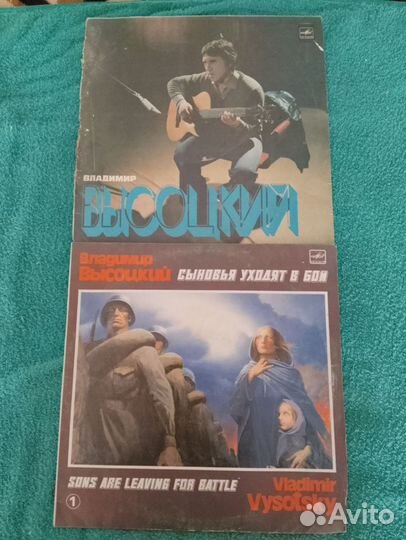 ВЛАДИМИР
ВЫСОЦКИЙ
Владимир
Высоцкий СЫНОВЬЯ УХОДЯТ В БОЙ
SONS ARE LEAVING FOR BATTLE
1
Vladimir
Vysotsky
Avito